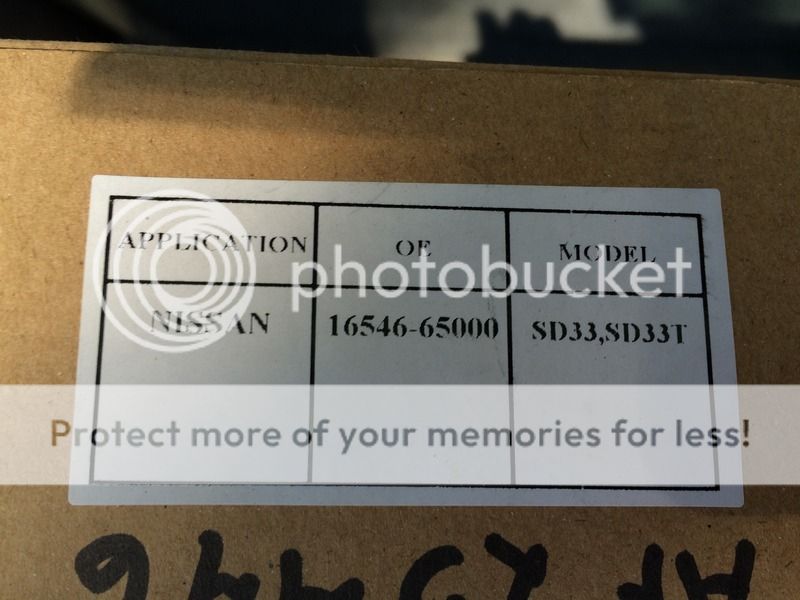 APPLICATION OE MODEL
photobucket
NISSAN 16546-65000 SD33,SD33T
Protect more of your memories for less!